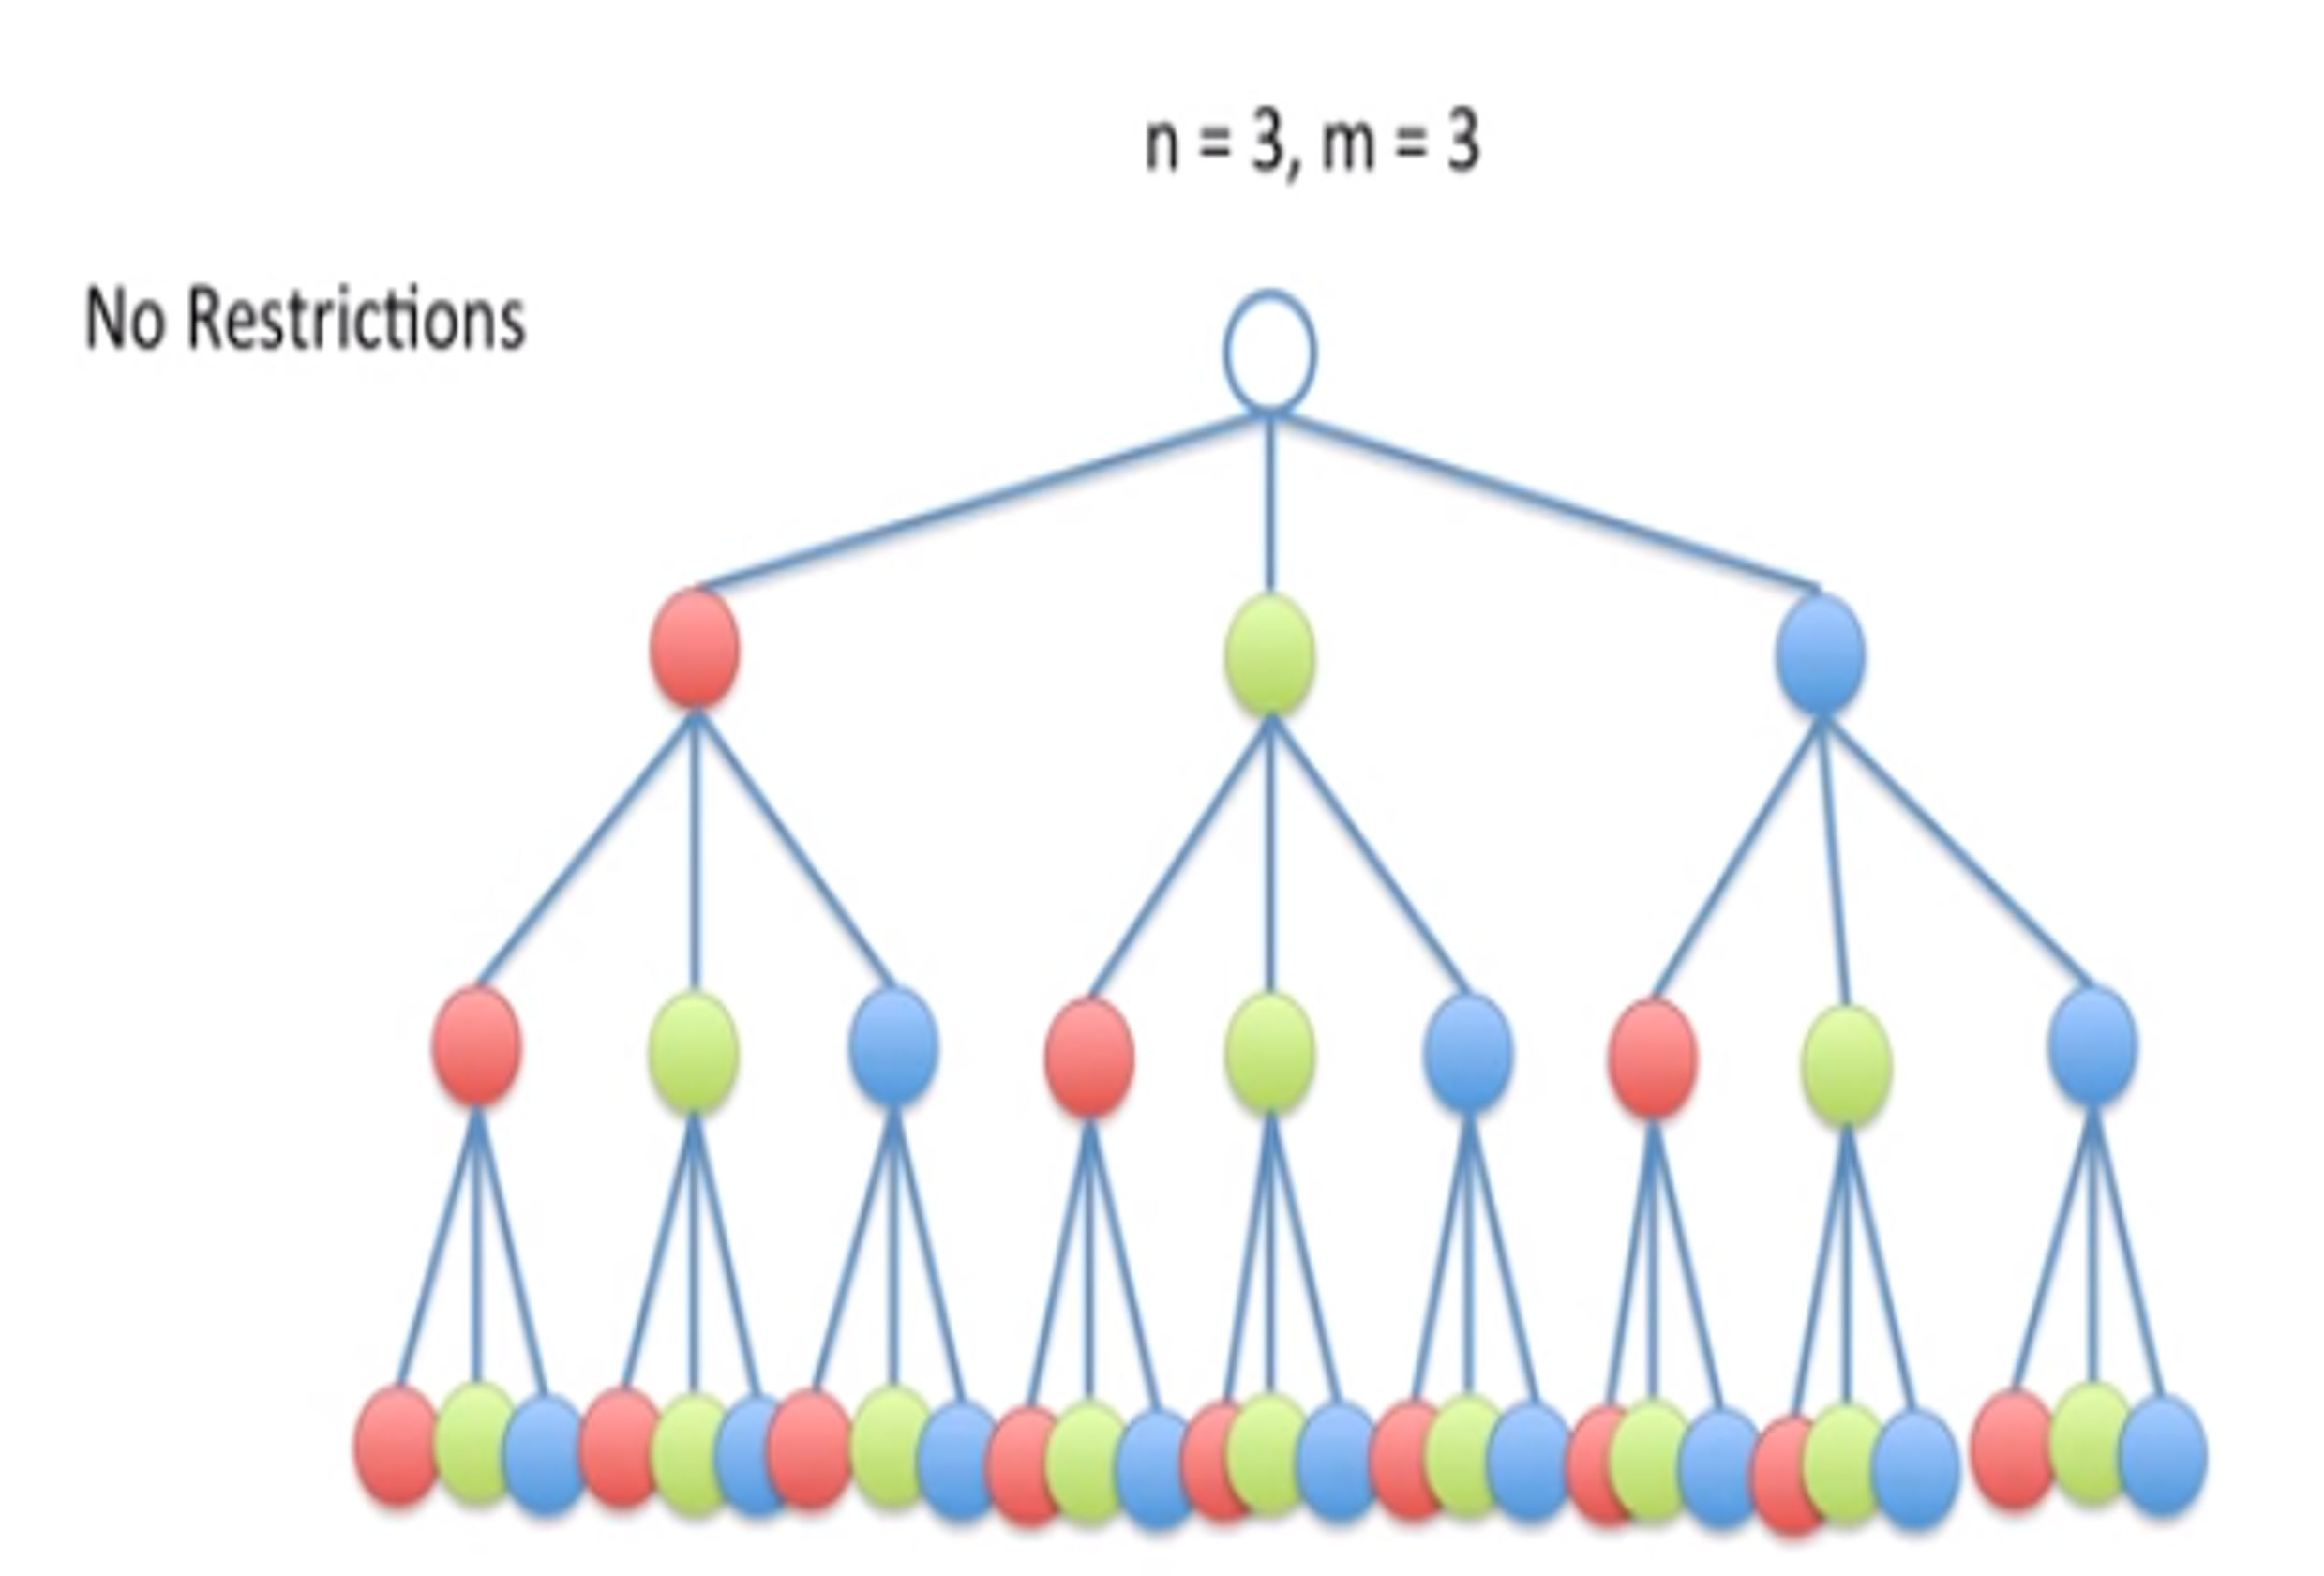 n = 3, m = 3
No Restrictions